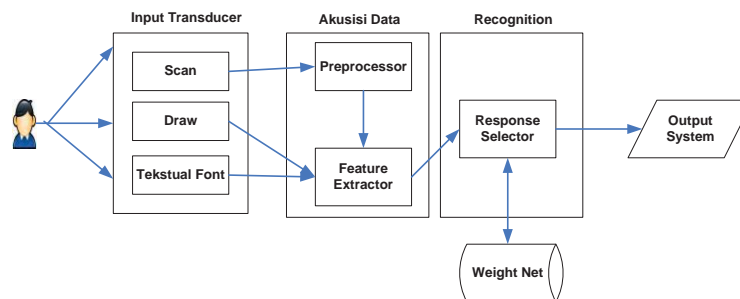 Input Transducer
Akusisi Data
Recognition
Scan
Preprocessor
Draw
Response
Selector
Output
System
Tekstual Font
Feature
Extractor
Weight Net